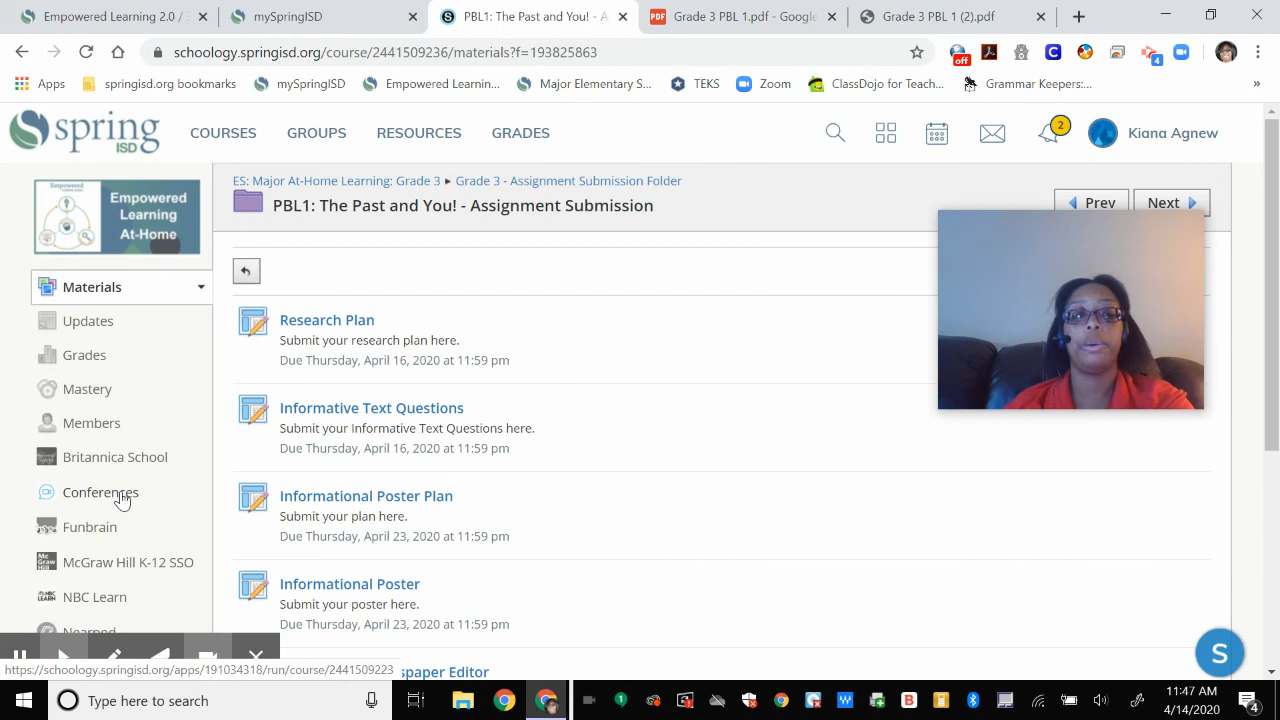 Empowered Learning 2.0 /
mySpringISD
PBL1: The Past and You! - A
Grade 3 PBL 1.pdf - Google
Grade 3 PBL 1 (2).pdf
schoology.springisd.org/course/2441509236/materials?f=193825863
off
4
Apps
springisd.org bookmarks
mySpringISD
Empowered Learnin...
Major Elementary S...
TEKS
Zoom
ClassDojo for Teach...
Grammar Keepers:...
spring
ISD
COURSES
GROUPS
RESOURCES
GRADES
2
Kiana Agnew
Empowered
Learning
At-Home
ES: Major At-Home Learning: Grade 3 ▸ Grade 3 - Assignment Submission Folder
PBL1: The Past and You! - Assignment Submission
Prev
Next
Materials
Updates
Grades
Mastery
Members
Britannica School
Conferences
Funbrain
McGraw Hill K-12 SSO
NBC Learn
Nearpod
Research Plan
Submit your research plan here.
Due Thursday, April 16, 2020 at 11:59 pm
Informative Text Questions
Submit your Informative Text Questions here.
Due Thursday, April 16, 2020 at 11:59 pm
Informational Poster Plan
Submit your plan here.
Due Thursday, April 23, 2020 at 11:59 pm
Informational Poster
Submit your poster here.
Due Thursday, April 23, 2020 at 11:59 pm
spaper Editor
S
https://schoology.springisd.org/apps/191034318/run/course/2441509223
Type here to search
11:47 AM
4/14/2020
4